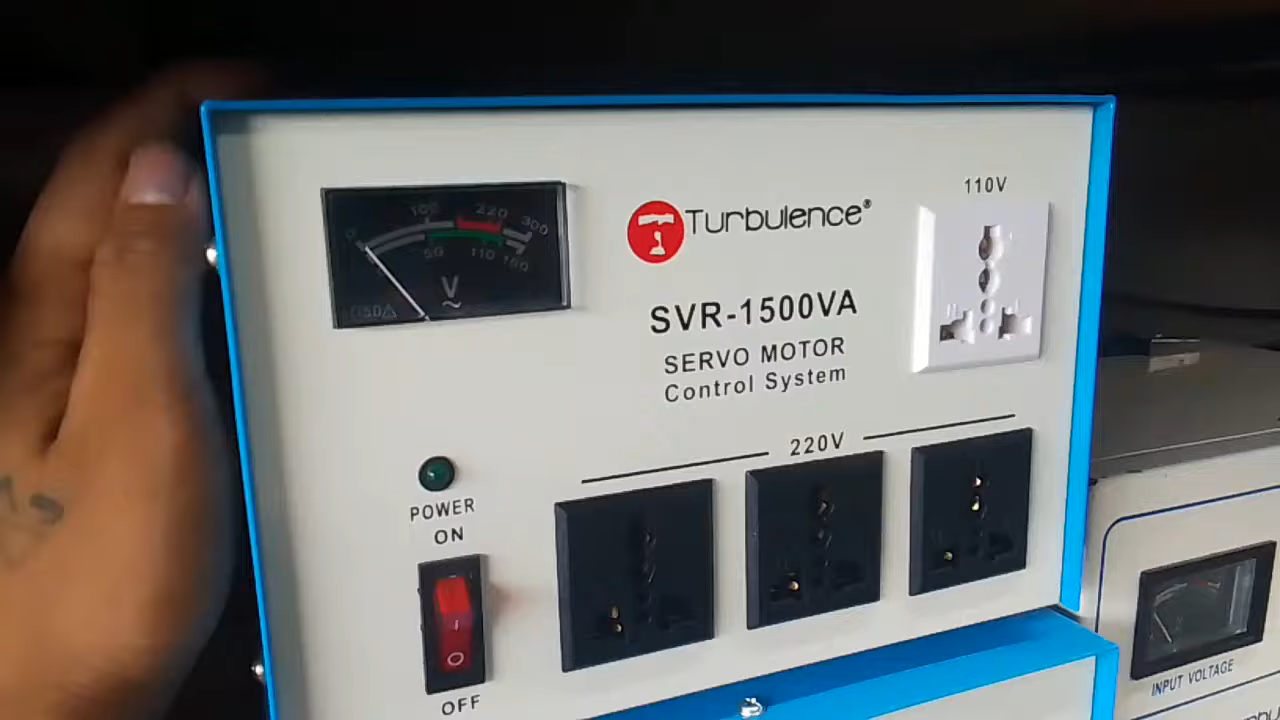 0 100 220 300
50 110 150
V
Turbulence®
SVR-1500VA
SERVO MOTOR
Control System
110V
220V
POWER
ON
OFF
INPUT VOLTAGE